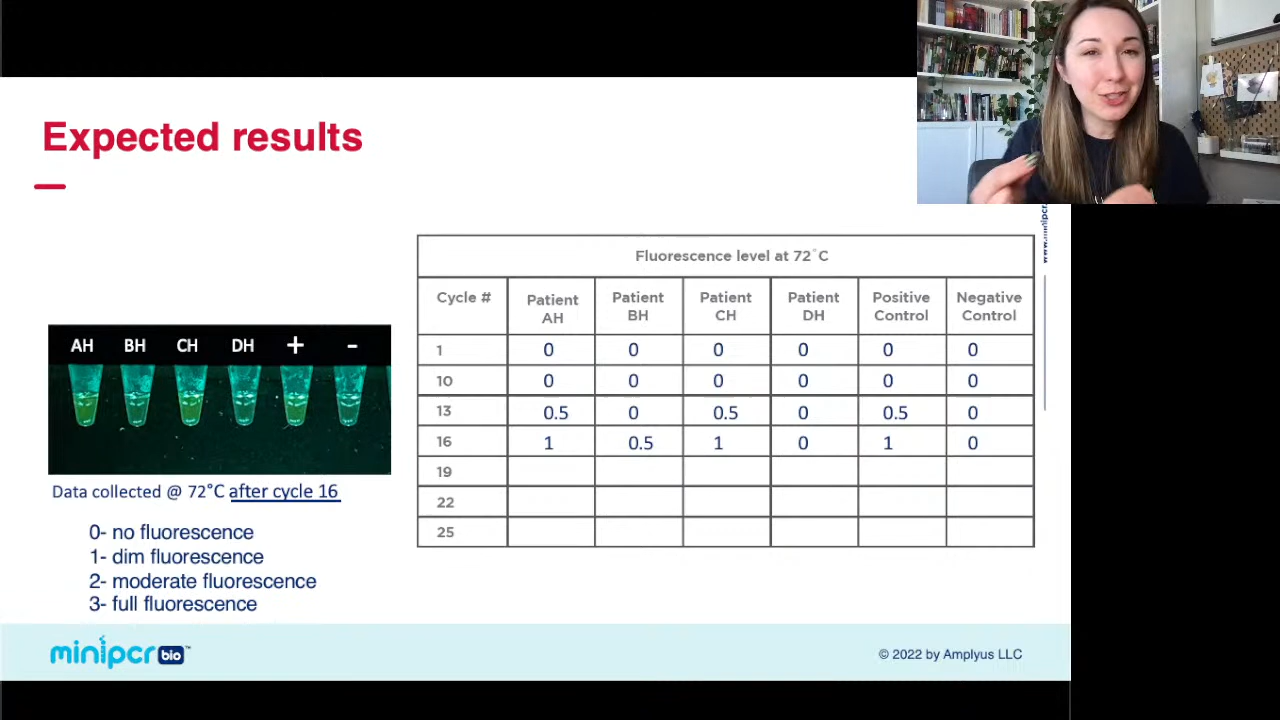 Expected results
www.minipcr.
Fluorescence level at 72°C
Cycle # Patient AH Patient BH Patient CH Patient DH Positive Control Negative Control
1 0 0 0 0 0 0
10 0 0 0 0 0 0
13 0.5 0 0.5 0 0.5 0
16 1 0.5 1 0 1 0
19
22
25
AH BH CH DH + -
Data collected @ 72°C after cycle 16
0- no fluorescence
1- dim fluorescence
2- moderate fluorescence
3- full fluorescence
minipcr bio™
© 2022 by Amplyus LLC